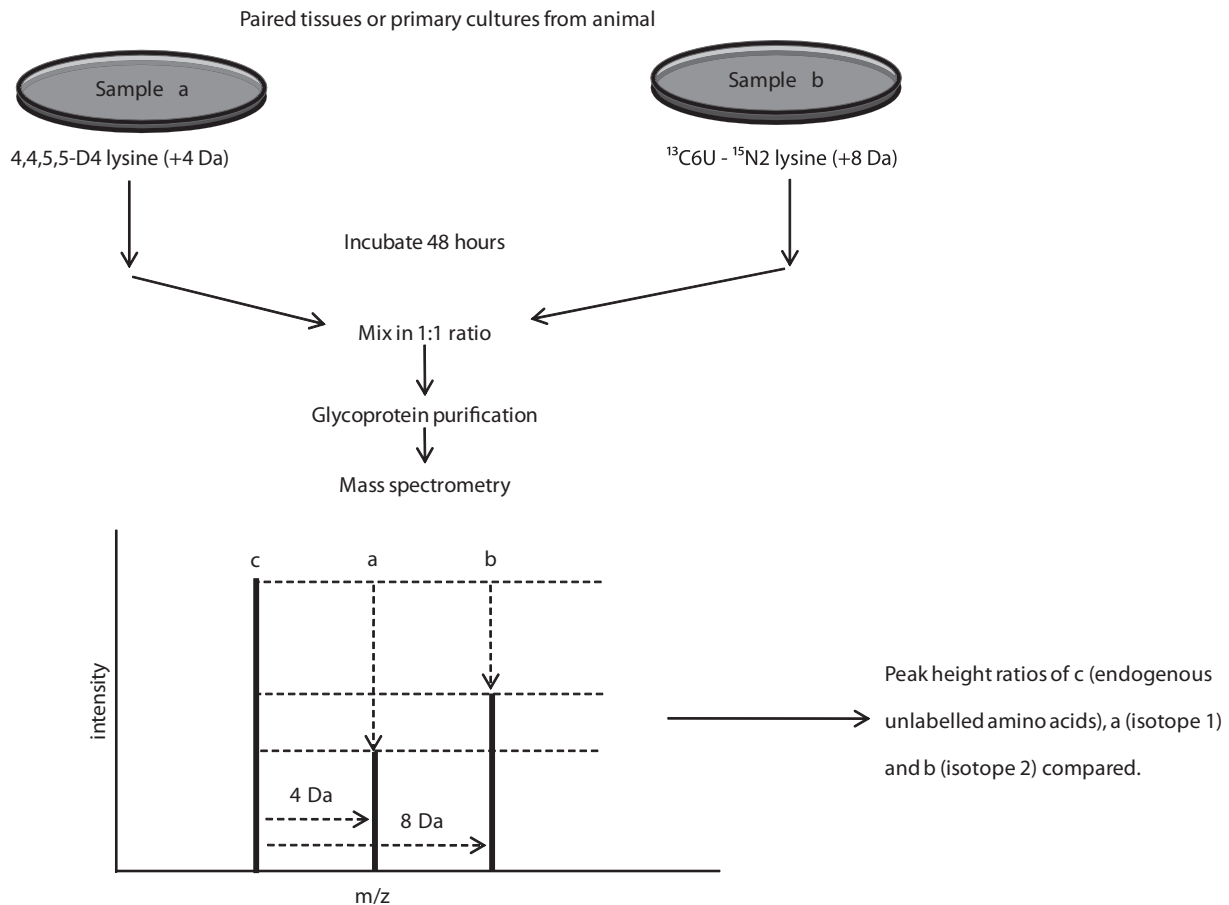 Paired tissues or primary cultures from animal
Sample a
Sample b
4,4,5,5-D4 lysine (+4 Da)
¹³C6U - ¹⁵N2 lysine (+8 Da)
Incubate 48 hours
Mix in 1:1 ratio
Glycoprotein purification
Mass spectrometry
c
a
b
intensity
4 Da
8 Da
m/z
Peak height ratios of c (endogenous
unlabelled amino acids), a (isotope 1)
and b (isotope 2) compared.